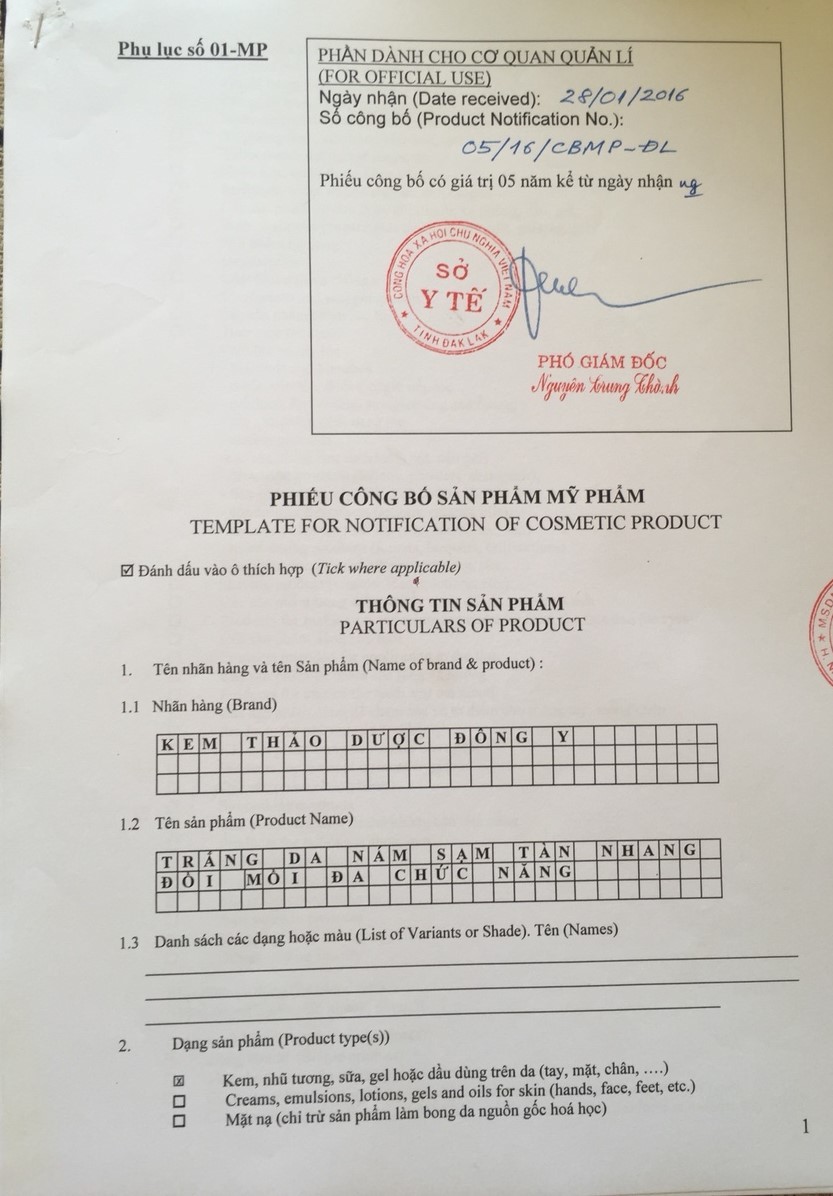 Phụ lục số 01-MP
PHẦN DÀNH CHO CƠ QUAN QUẢN LÍ
(FOR OFFICIAL USE)
Ngày nhận (Date received): 28/01/2016
Số công bố (Product Notification No.):
05/16/CBMP-ĐL
Phiếu công bố có giá trị 05 năm kể từ ngày nhận
CỘNG HOÀ XÃ HỘI CHỦ NGHĨA VIỆT NAM
SỞ
Y TẾ
TỈNH ĐẮK LẮK
PHÓ GIÁM ĐỐC
Nguyễn Trung Thành
PHIẾU CÔNG BỐ SẢN PHẨM MỸ PHẨM
TEMPLATE FOR NOTIFICATION OF COSMETIC PRODUCT
☑ Đánh dấu vào ô thích hợp (Tick where applicable)
THÔNG TIN SẢN PHẨM
PARTICULARS OF PRODUCT
1. Tên nhãn hàng và tên Sản phẩm (Name of brand & product) :
1.1 Nhãn hàng (Brand)
KEM THẢO DƯỢC ĐÔNG Y
1.2 Tên sản phẩm (Product Name)
TRẮNG DA NÁM SẠM TÀN NHANG
ĐỒI MỒI ĐA CHỨC NĂNG
1.3 Danh sách các dạng hoặc màu (List of Variants or Shade). Tên (Names)
2. Dạng sản phẩm (Product type(s))
☒ Kem, nhũ tương, sữa, gel hoặc dầu dùng trên da (tay, mặt, chân, ....)
☐ Creams, emulsions, lotions, gels and oils for skin (hands, face, feet, etc.)
☐ Mặt nạ (chỉ trừ sản phẩm làm bong da nguồn gốc hoá học)
1